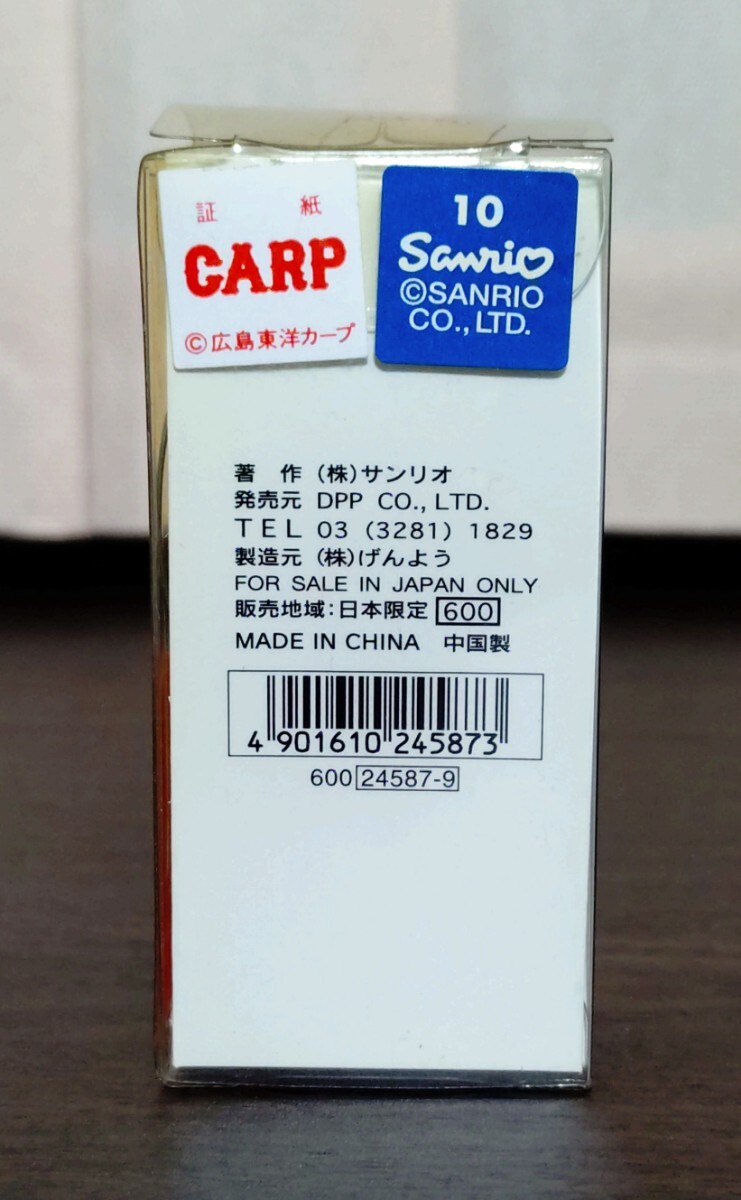 証 紙
CARP
©広島東洋カープ
10
Sanrio
©SANRIO
CO., LTD.
著 作 (株)サンリオ
発売元 DPP CO., LTD.
TEL 03 (3281) 1829
製造元 (株)げんよう
FOR SALE IN JAPAN ONLY
販売地域:日本限定 600
MADE IN CHINA 中国製
4 901610 245873
600 24587-9